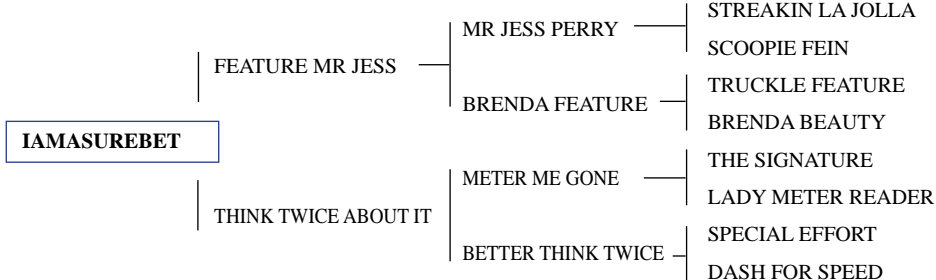 STREAKIN LA JOLLA
MR JESS PERRY
SCOOPIE FEIN
FEATURE MR JESS
TRUCKLE FEATURE
BRENDA FEATURE
BRENDA BEAUTY
IAMASUREBET
THE SIGNATURE
METER ME GONE
LADY METER READER
THINK TWICE ABOUT IT
SPECIAL EFFORT
BETTER THINK TWICE
DASH FOR SPEED